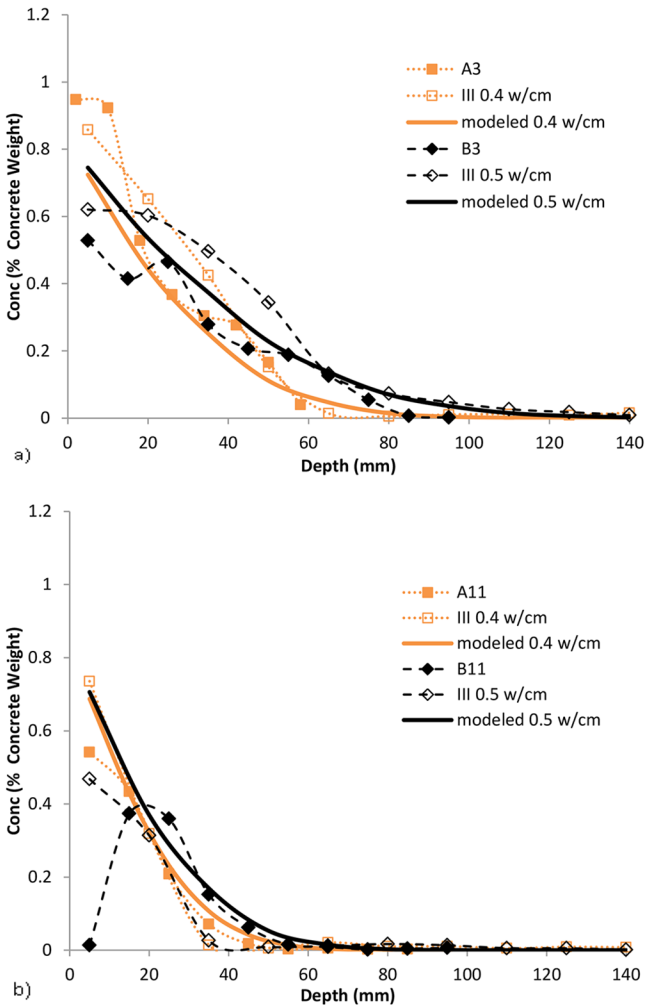 1.2
1
0.8
0.6
0.4
0.2
0
Conc (% Concrete Weight)
A3
III 0.4 w/cm
modeled 0.4 w/cm
B3
III 0.5 w/cm
modeled 0.5 w/cm
0 20 40 60 80 100 120 140
Depth (mm)
a)
1.2
1
0.8
0.6
0.4
0.2
0
Conc (% Concrete Weight)
A11
III 0.4 w/cm
modeled 0.4 w/cm
B11
III 0.5 w/cm
modeled 0.5 w/cm
0 20 40 60 80 100 120 140
Depth (mm)
b)